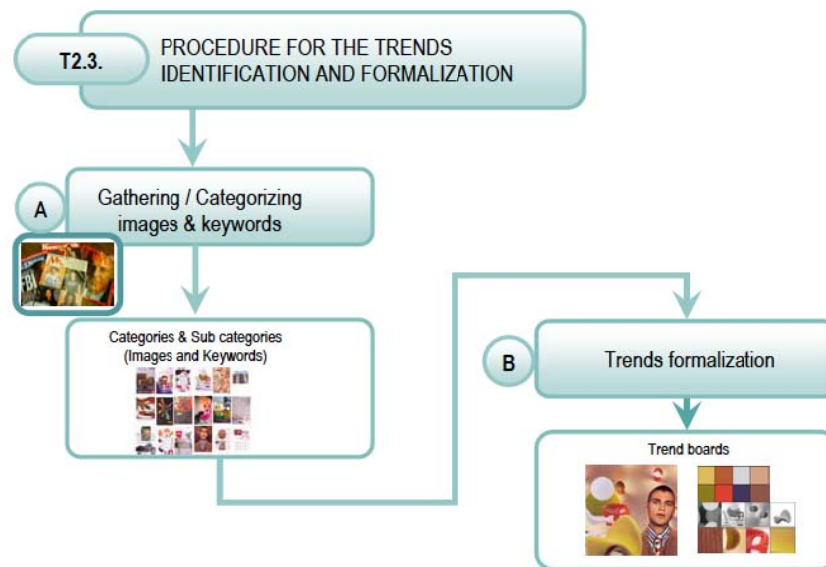 T2.3.
PROCEDURE FOR THE TRENDS
IDENTIFICATION AND FORMALIZATION
A
Gathering / Categorizing
images & keywords
FBI
Categories & Sub categories
(Images and Keywords)
B
Trends formalization
Trend boards